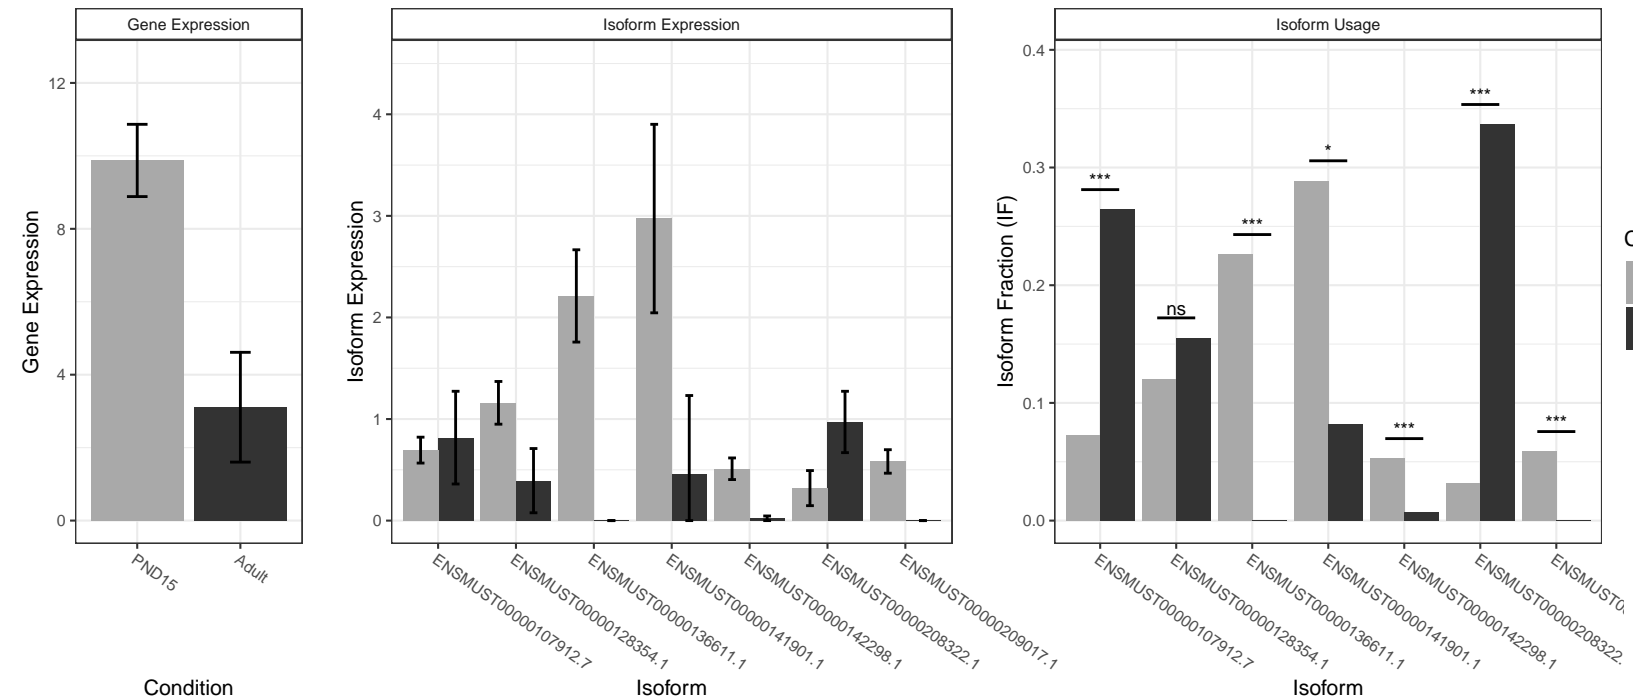 Gene Expression
Isoform Expression
Isoform Usage
Gene Expression
12
8
4
0
PND15
Adult
Condition
Isoform Expression
4
3
2
1
0
ENSMUST00000107912.7
ENSMUST00000128354.1
ENSMUST00000136611.1
ENSMUST00000141901.1
ENSMUST00000142298.1
ENSMUST00000208322.1
ENSMUST00000209017.1
Isoform
Isoform Fraction (IF)
0.4
0.3
0.2
0.1
0.0
***
ns
***
*
***
***
***
ENSMUST00000107912.7
ENSMUST00000128354.1
ENSMUST00000136611.1
ENSMUST00000141901.1
ENSMUST00000142298.1
ENSMUST00000208322.
Isoform